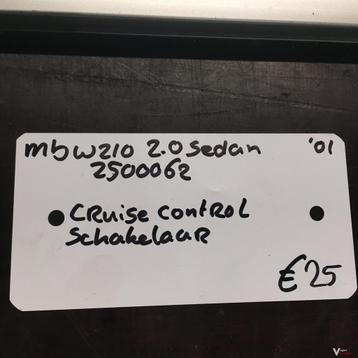 mbw210 2.0 sedan '01
2500062
CRuise control
Schakelaar
€25